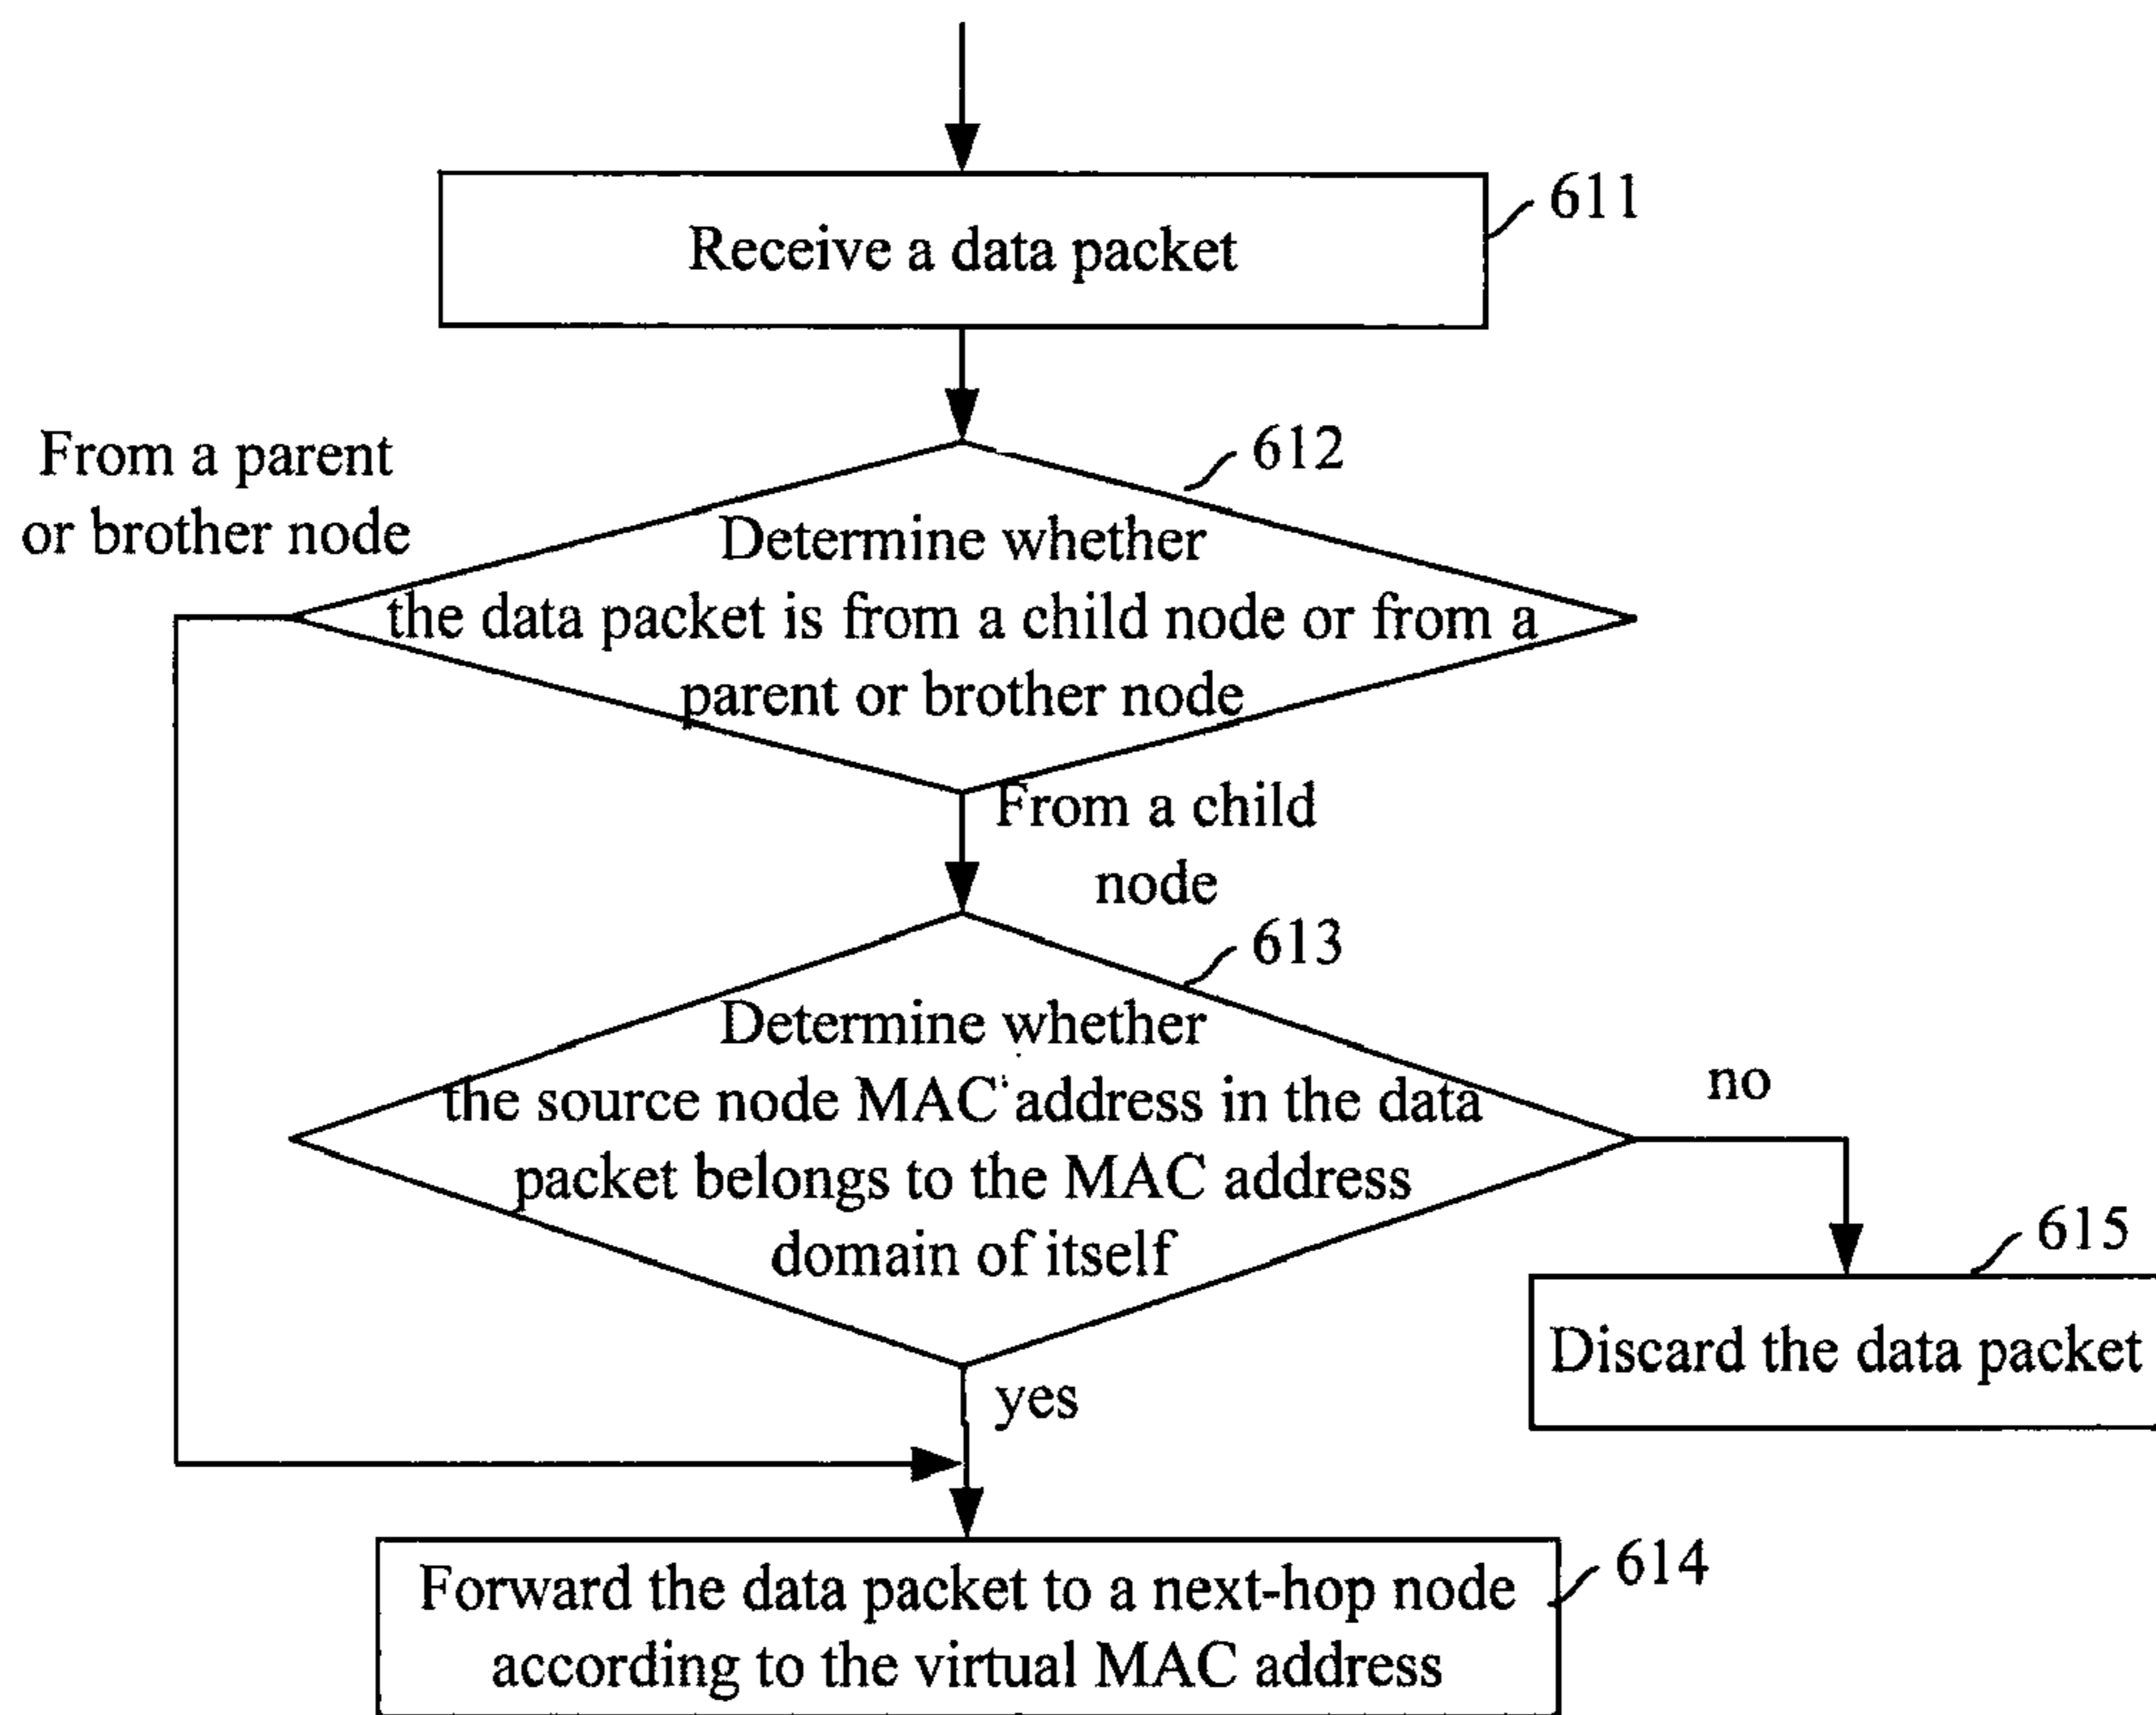 611
Receive a data packet
From a parent
or brother node
612
Determine whether
the data packet is from a child node or from a
parent or brother node
From a child
node
613
Determine whether
the source node MAC address in the data
packet belongs to the MAC address
domain of itself
no
615
Discard the data packet
yes
614
Forward the data packet to a next-hop node
according to the virtual MAC address